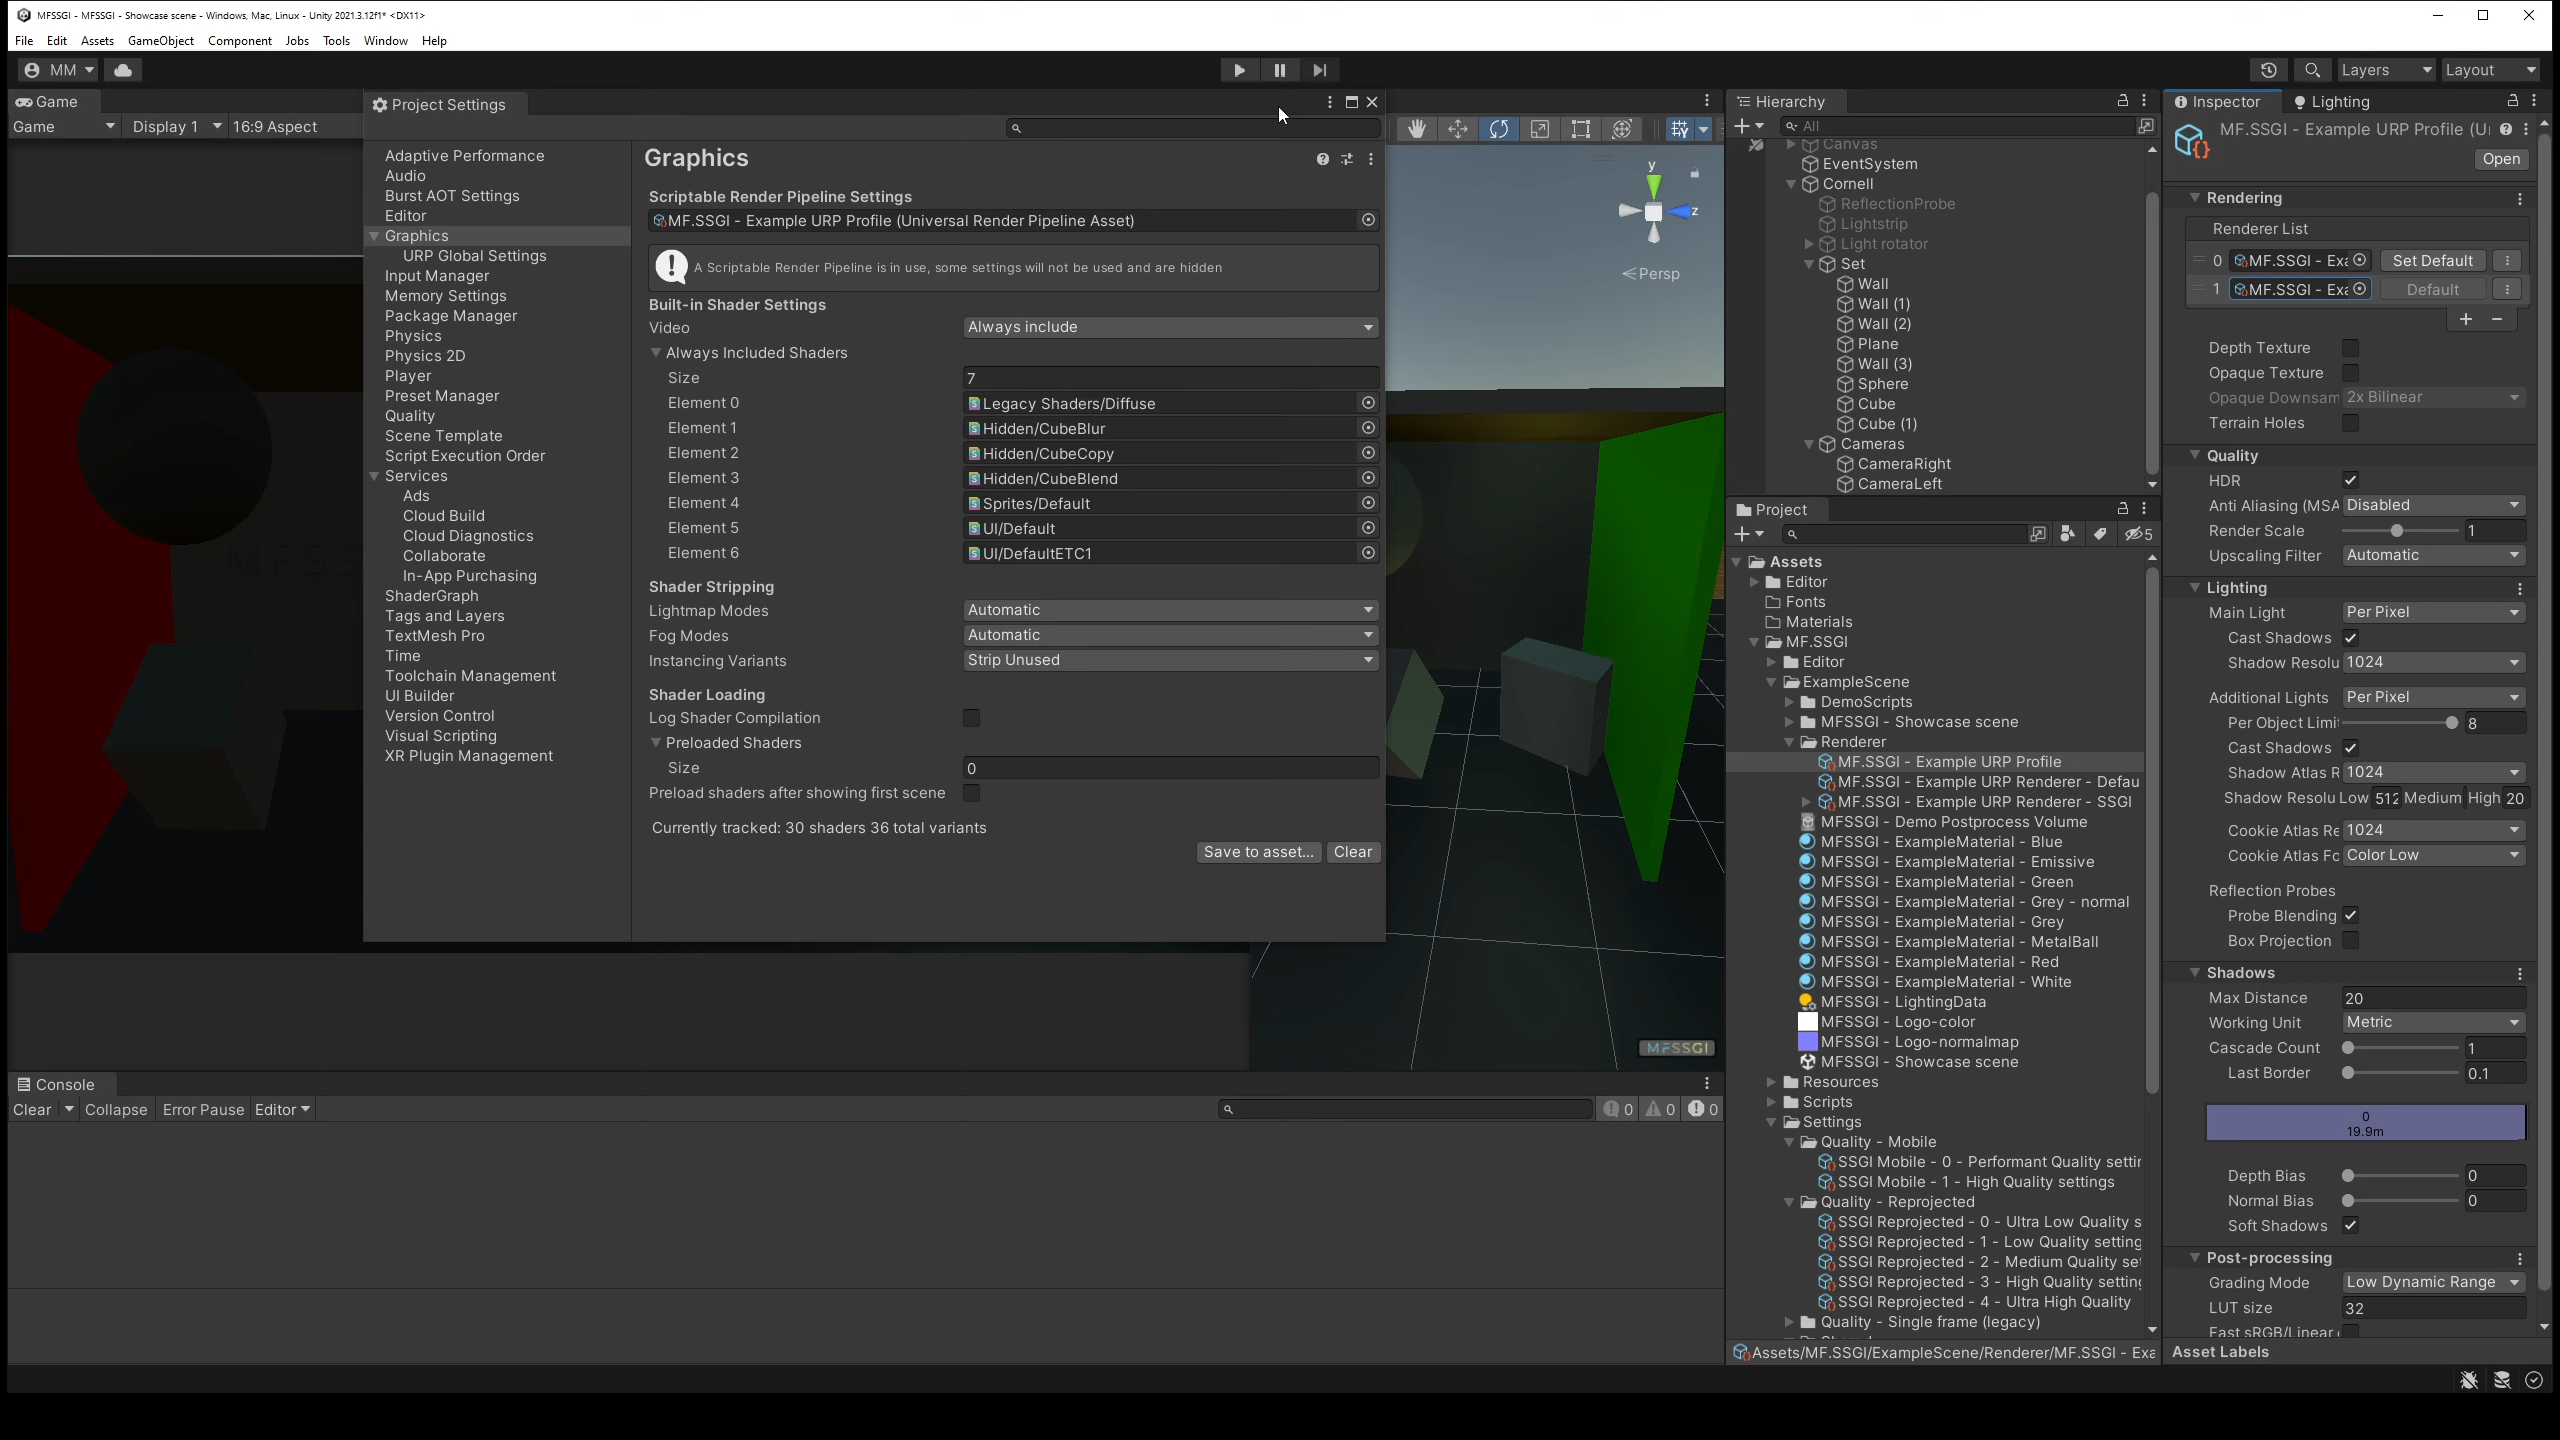 MFSSGI - MFSSGI - Showcase scene - Windows, Mac, Linux - Unity 2021.3.12f1* <DX11>
File Edit Assets GameObject Component Jobs Tools Window Help
MM
Layers
Layout
Game
Game
Display 1
16:9 Aspect
MFS
Project Settings
Adaptive Performance
Audio
Burst AOT Settings
Editor
Graphics
URP Global Settings
Input Manager
Memory Settings
Package Manager
Physics
Physics 2D
Player
Preset Manager
Quality
Scene Template
Script Execution Order
Services
Ads
Cloud Build
Cloud Diagnostics
Collaborate
In-App Purchasing
ShaderGraph
Tags and Layers
TextMesh Pro
Time
Toolchain Management
UI Builder
Version Control
Visual Scripting
XR Plugin Management
Graphics
Scriptable Render Pipeline Settings
MF.SSGI - Example URP Profile (Universal Render Pipeline Asset)
A Scriptable Render Pipeline is in use, some settings will not be used and are hidden
Built-in Shader Settings
Video Always include
Always Included Shaders
Size 7
Element 0 Legacy Shaders/Diffuse
Element 1 Hidden/CubeBlur
Element 2 Hidden/CubeCopy
Element 3 Hidden/CubeBlend
Element 4 Sprites/Default
Element 5 UI/Default
Element 6 UI/DefaultETC1
Shader Stripping
Lightmap Modes Automatic
Fog Modes Automatic
Instancing Variants Strip Unused
Shader Loading
Log Shader Compilation
Preloaded Shaders
Size 0
Preload shaders after showing first scene
Currently tracked: 30 shaders 36 total variants
Save to asset... Clear
y
z
Persp
MFSSGI
Console
Clear Collapse Error Pause Editor
0 0 0
Hierarchy
All
Canvas
EventSystem
Cornell
ReflectionProbe
Lightstrip
Light rotator
Set
Wall
Wall (1)
Wall (2)
Plane
Wall (3)
Sphere
Cube
Cube (1)
Cameras
CameraRight
CameraLeft
Project
5
Assets
Editor
Fonts
Materials
MF.SSGI
Editor
ExampleScene
DemoScripts
MFSSGI - Showcase scene
Renderer
MF.SSGI - Example URP Profile
MF.SSGI - Example URP Renderer - Defau
MF.SSGI - Example URP Renderer - SSGI
MFSSGI - Demo Postprocess Volume
MFSSGI - ExampleMaterial - Blue
MFSSGI - ExampleMaterial - Emissive
MFSSGI - ExampleMaterial - Green
MFSSGI - ExampleMaterial - Grey - normal
MFSSGI - ExampleMaterial - Grey
MFSSGI - ExampleMaterial - MetalBall
MFSSGI - ExampleMaterial - Red
MFSSGI - ExampleMaterial - White
MFSSGI - LightingData
MFSSGI - Logo-color
MFSSGI - Logo-normalmap
MFSSGI - Showcase scene
Resources
Scripts
Settings
Quality - Mobile
SSGI Mobile - 0 - Performant Quality settin
SSGI Mobile - 1 - High Quality settings
Quality - Reprojected
SSGI Reprojected - 0 - Ultra Low Quality s
SSGI Reprojected - 1 - Low Quality setting
SSGI Reprojected - 2 - Medium Quality set
SSGI Reprojected - 3 - High Quality setting
SSGI Reprojected - 4 - Ultra High Quality
Quality - Single frame (legacy)
Assets/MF.SSGI/ExampleScene/Renderer/MF.SSGI - Exa
Inspector Lighting
MF.SSGI - Example URP Profile (U
Open
Rendering
Renderer List
0 MF.SSGI - Exa Set Default
1 MF.SSGI - Exa Default
Depth Texture
Opaque Texture
Opaque Downsam 2x Bilinear
Terrain Holes
Quality
HDR
Anti Aliasing (MSA Disabled
Render Scale 1
Upscaling Filter Automatic
Lighting
Main Light Per Pixel
Cast Shadows
Shadow Resolu 1024
Additional Lights Per Pixel
Per Object Limit 8
Cast Shadows
Shadow Atlas R 1024
Shadow Resolu Low 512 Medium High 20
Cookie Atlas Re 1024
Cookie Atlas Fo Color Low
Reflection Probes
Probe Blending
Box Projection
Shadows
Max Distance 20
Working Unit Metric
Cascade Count 1
Last Border 0.1
0
19.9m
Depth Bias 0
Normal Bias 0
Soft Shadows
Post-processing
Grading Mode Low Dynamic Range
LUT size 32
Fast sRGB/Linear
Asset Labels